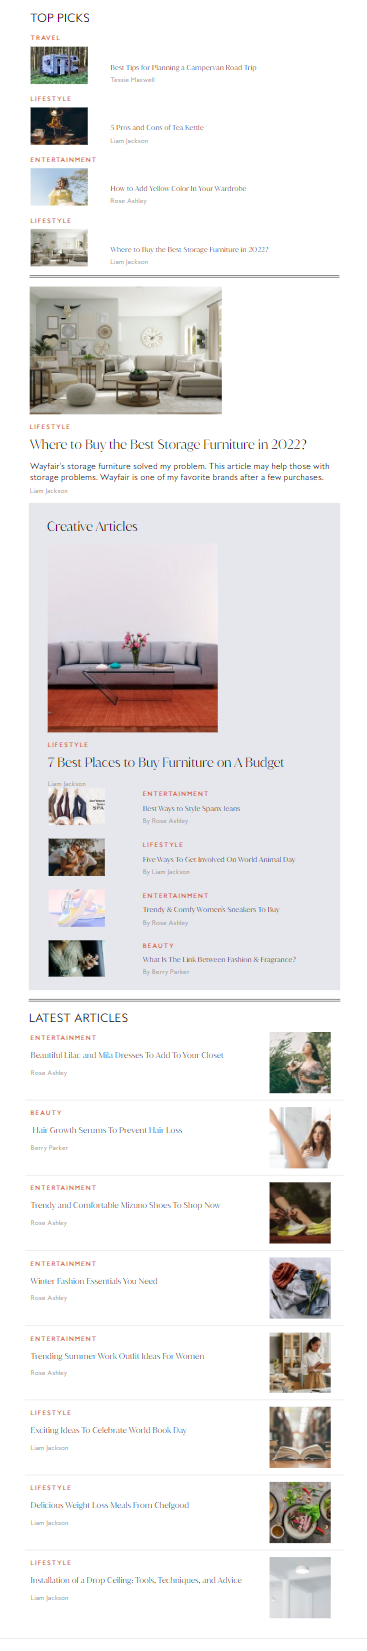 TOP PICKS
TRAVEL
Best Tips for Planning a Campervan Road Trip
Tessie Maxwell
LIFESTYLE
5 Pros and Cons of Tea Kettle
Liam Jackson
ENTERTAINMENT
How to Add Yellow Color In Your Wardrobe
Rose Ashley
LIFESTYLE
Where to Buy the Best Storage Furniture in 2022?
Liam Jackson
LIFESTYLE
Where to Buy the Best Storage Furniture in 2022?
Wayfair's storage furniture solved my problem. This article may help those with
storage problems. Wayfair is one of my favorite brands after a few purchases.
Liam Jackson
Creative Articles
LIFESTYLE
7 Best Places to Buy Furniture on A Budget
Liam Jackson
SPA
ENTERTAINMENT
Best Ways to Style Spanx Jeans
By Rose Ashley
LIFESTYLE
Five Ways To Get Involved On World Animal Day
By Liam Jackson
ENTERTAINMENT
Trendy & Comfy Women's Sneakers To Buy
By Rose Ashley
BEAUTY
What Is The Link Between Fashion & Fragrance?
By Berry Parker
LATEST ARTICLES
ENTERTAINMENT
Beautiful Lilac and Mila Dresses To Add To Your Closet
Rose Ashley
BEAUTY
Hair Growth Serums To Prevent Hair Loss
Berry Parker
ENTERTAINMENT
Trendy and Comfortable Mizuno Shoes To Shop Now
Rose Ashley
ENTERTAINMENT
Winter Fashion Essentials You Need
Rose Ashley
ENTERTAINMENT
Trending Summer Work Outfit Ideas For Women
Rose Ashley
LIFESTYLE
Exciting Ideas To Celebrate World Book Day
Liam Jackson
LIFESTYLE
Delicious Weight Loss Meals From Chefgood
Liam Jackson
LIFESTYLE
Installation of a Drop Ceiling: Tools, Techniques, and Advice
Liam Jackson